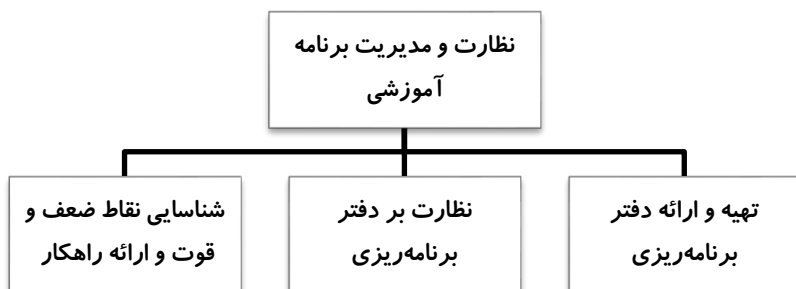 نظارت و مدیریت برنامه
آموزشی
تهیه و ارائه دفتر
برنامه‌ریزی
نظارت بر دفتر
برنامه‌ریزی
شناسایی نقاط ضعف و
قوت و ارائه راهکار